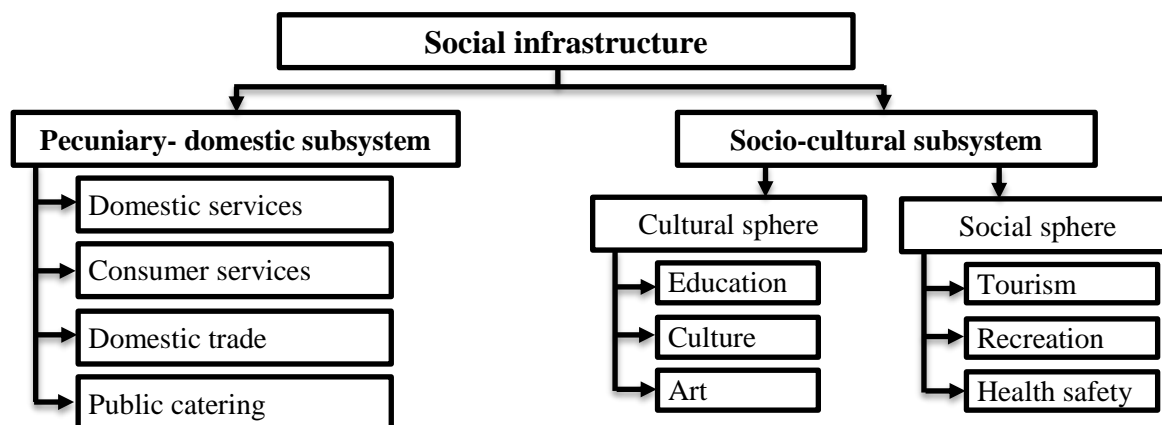 Social infrastructure
Pecuniary- domestic subsystem
Domestic services
Consumer services
Domestic trade
Public catering
Socio-cultural subsystem
Cultural sphere
Education
Culture
Art
Social sphere
Tourism
Recreation
Health safety